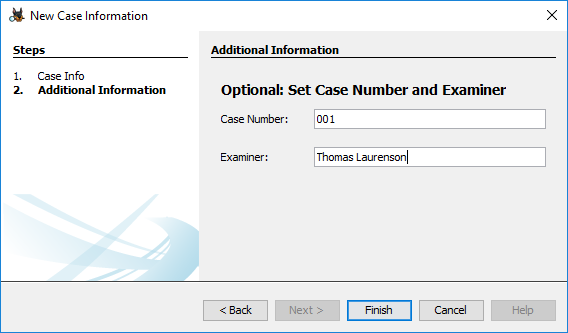 New Case Information
Steps
1. Case Info
2. Additional Information
Additional Information
Optional: Set Case Number and Examiner
Case Number: 001
Examiner: Thomas Laurenson
< Back Next > Finish Cancel Help